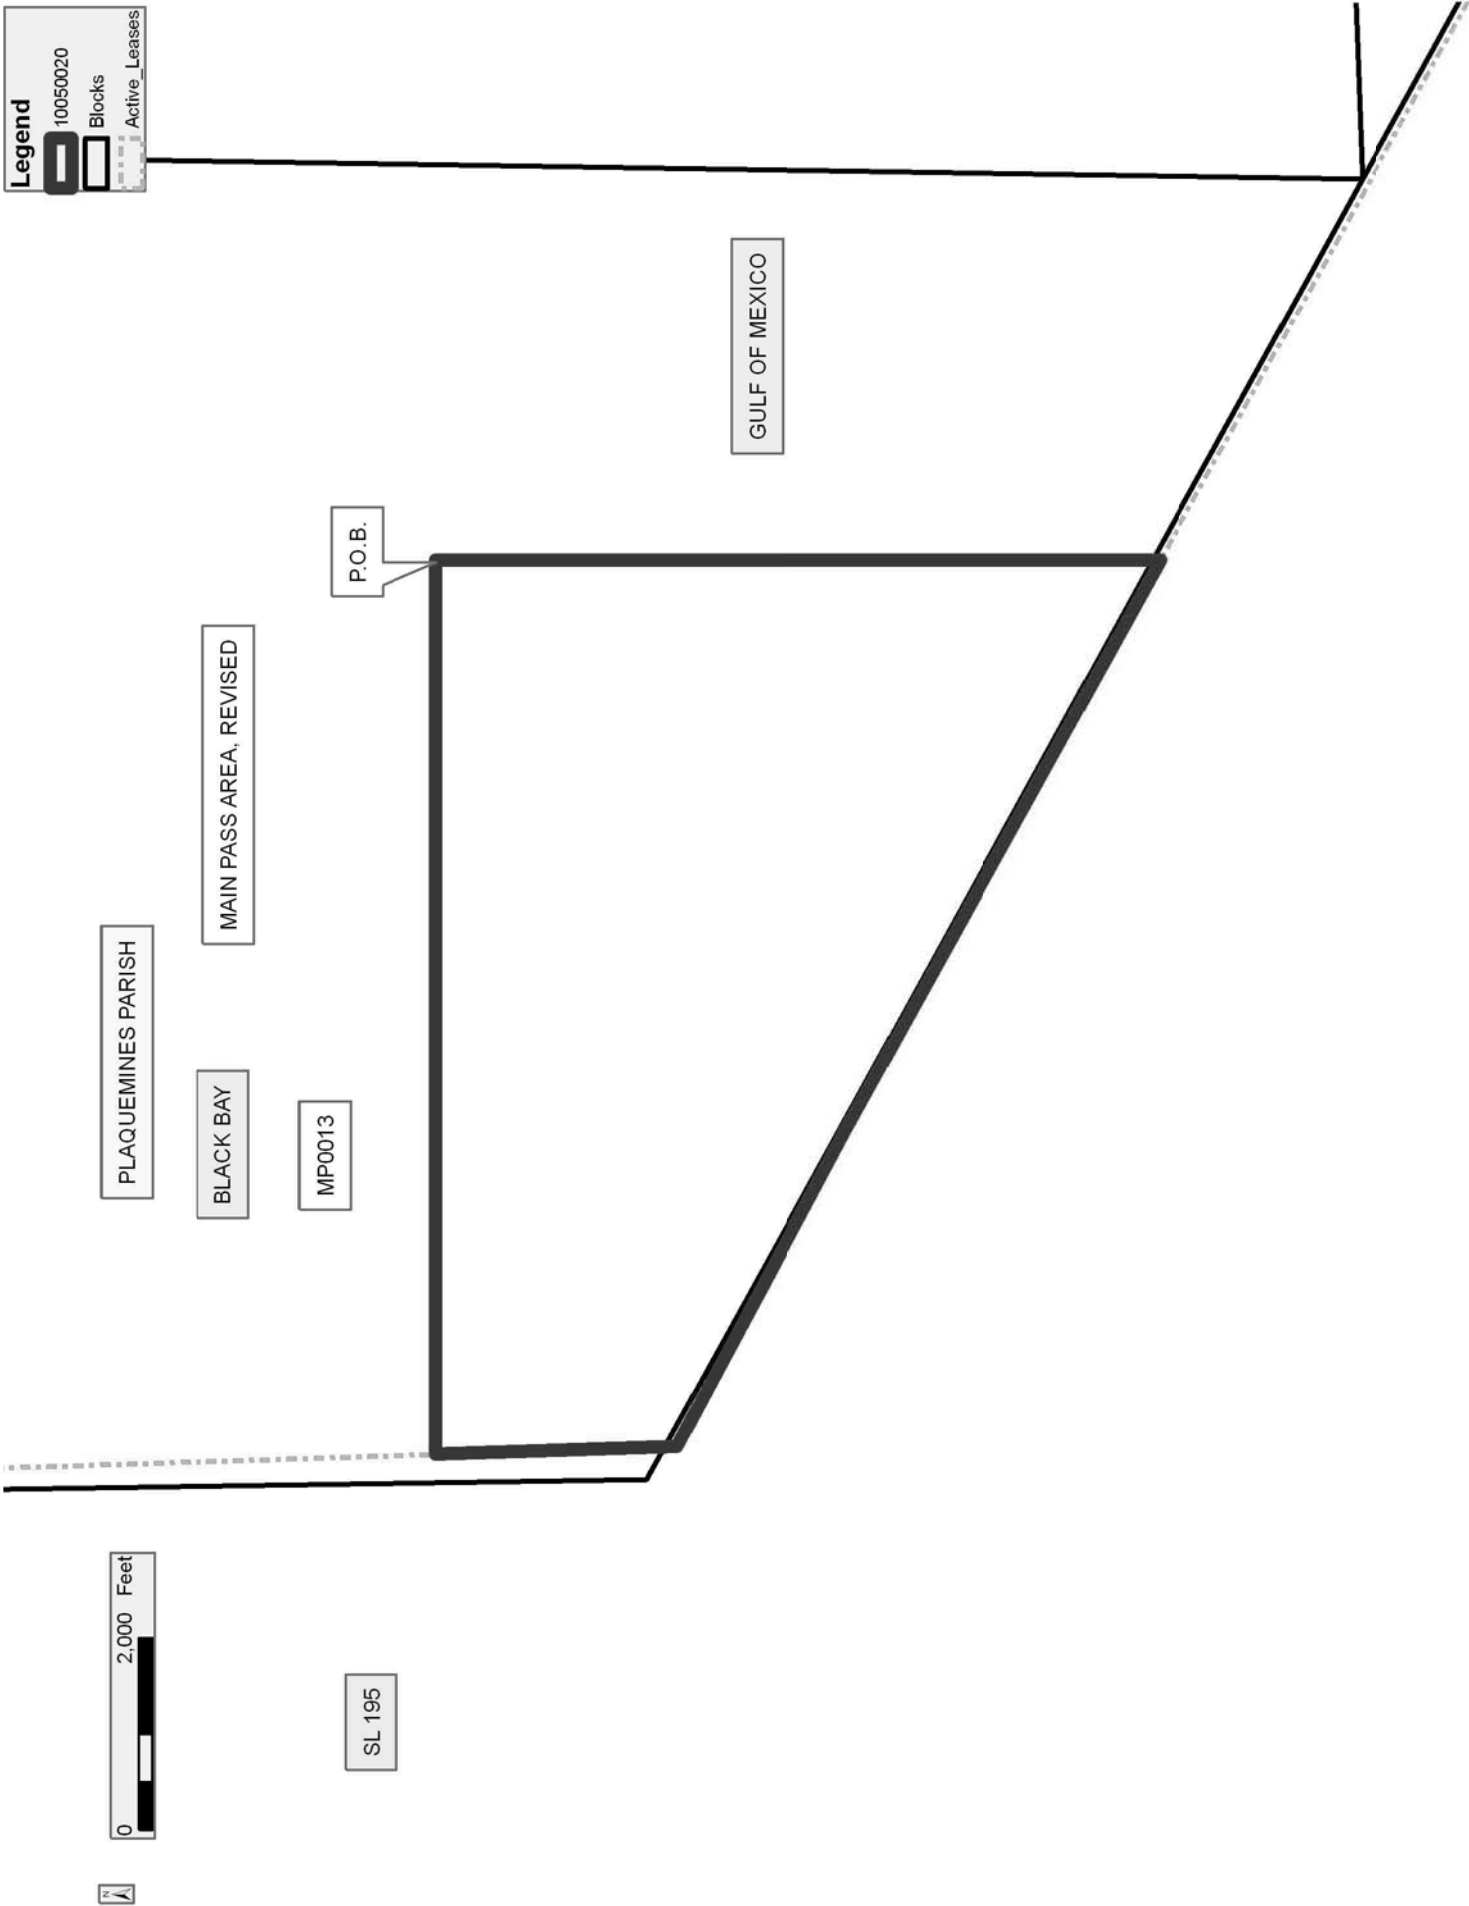 Legend
10050020
Blocks
Active_Leases
PLAQUEMINES PARISH
MAIN PASS AREA, REVISED
BLACK BAY
MP0013
P.O.B.
GULF OF MEXICO
0 2,000 Feet
SL 195
N